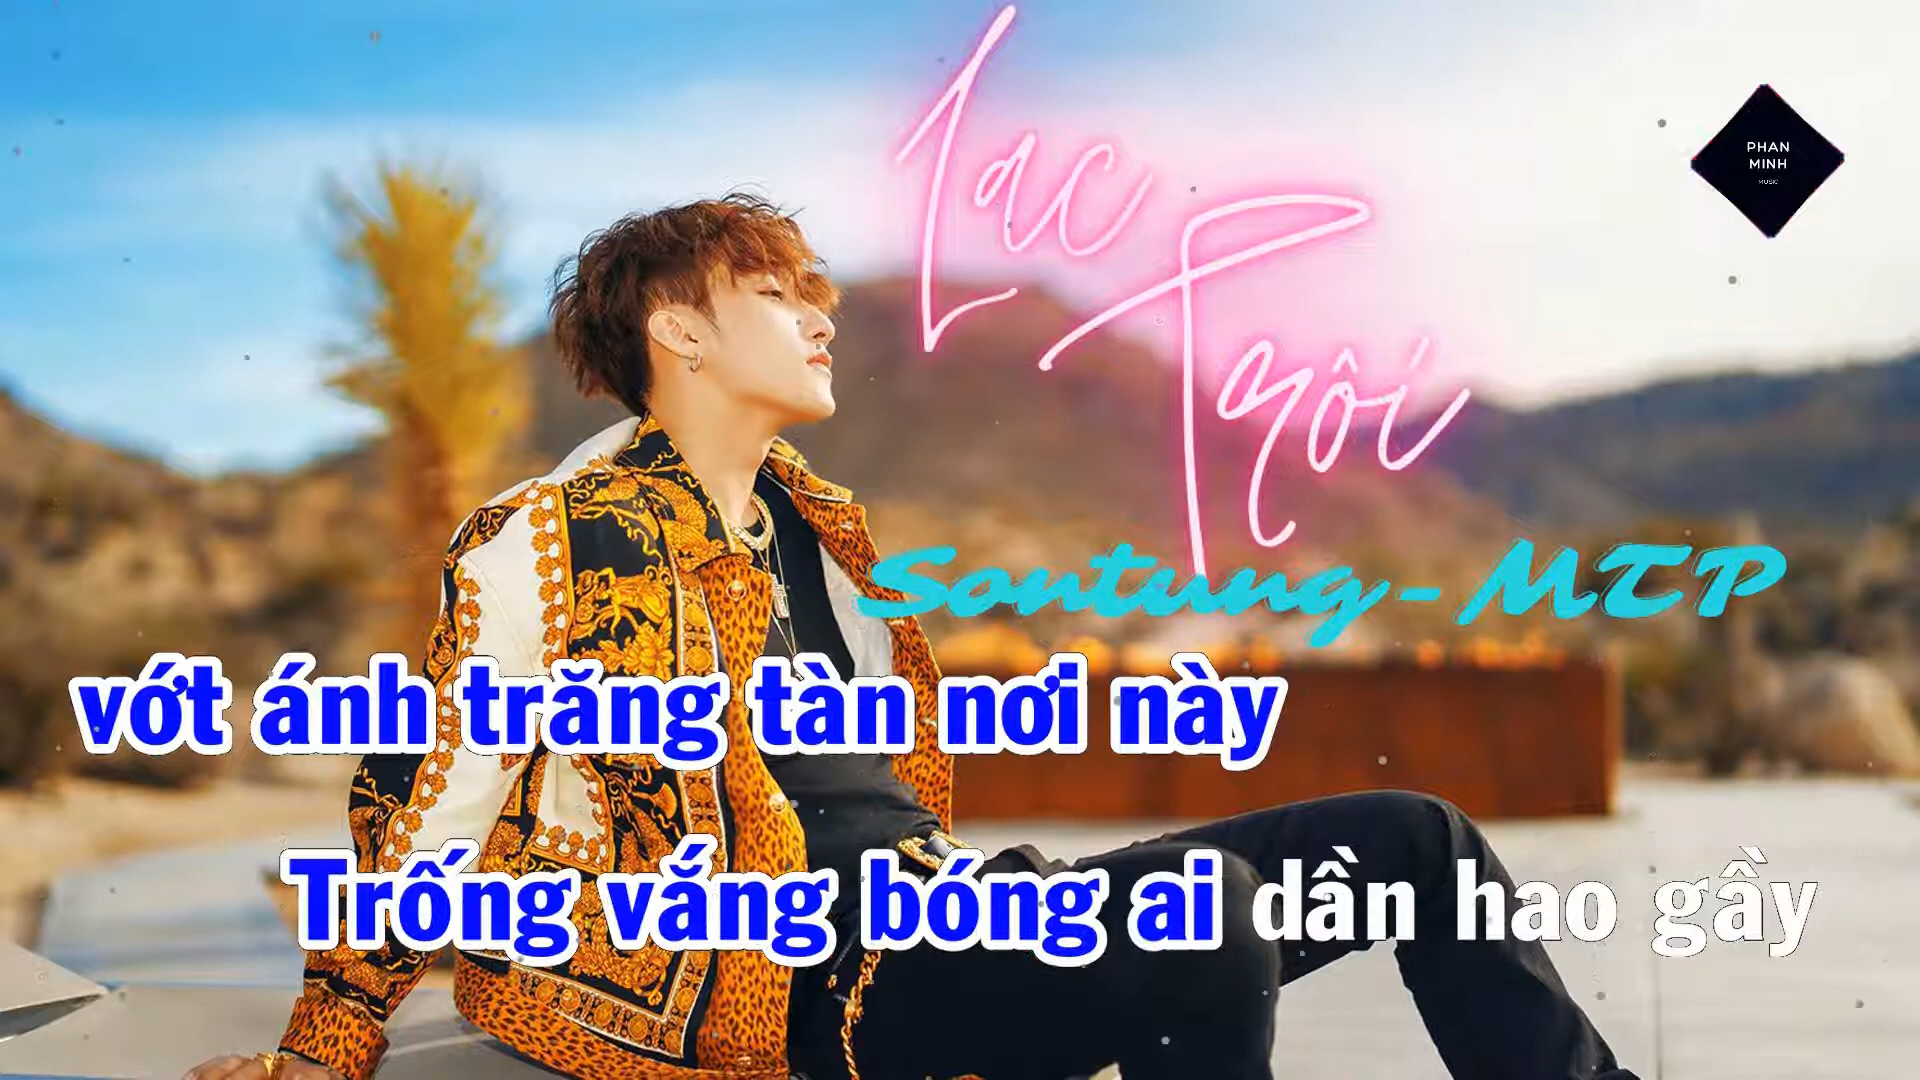 Lạc
Trôi
PHAN
MINH
MUSIC
Sontung - MTP
vớt ánh trăng tàn nơi này
Trống vắng bóng ai dần hao gầy